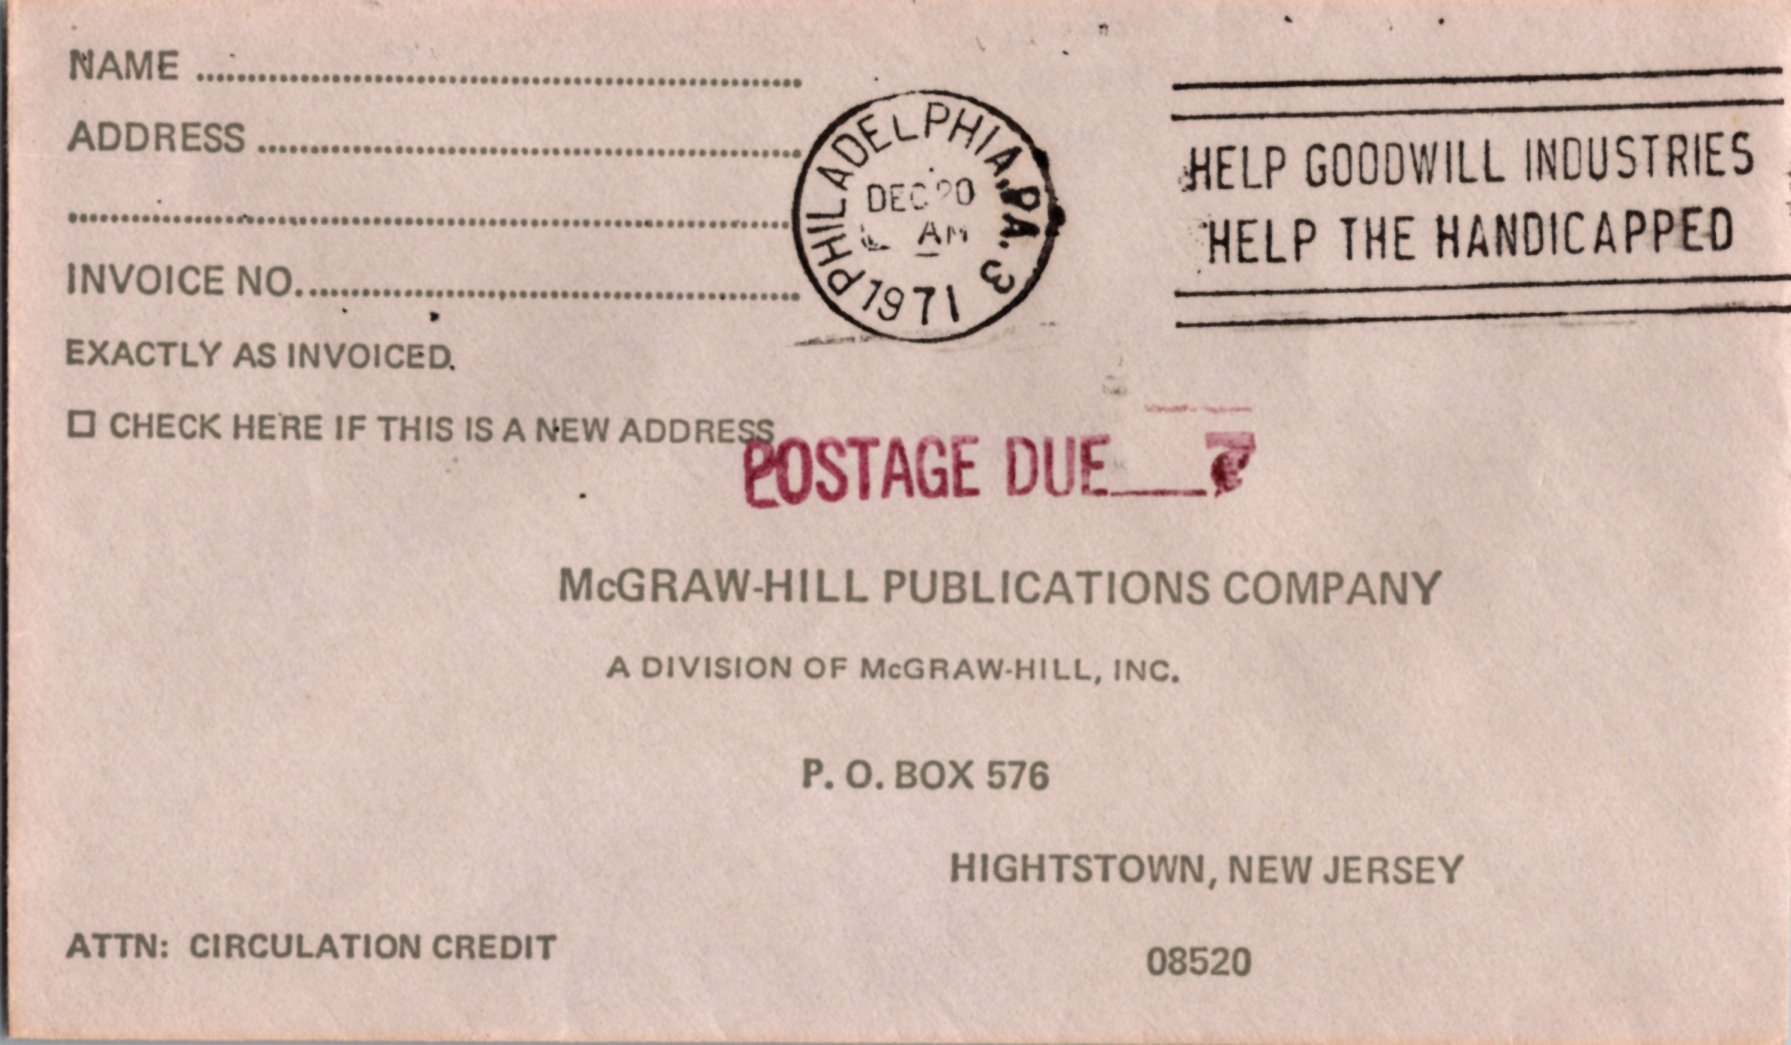 NAME ........................................
ADDRESS ........................................
........................................
INVOICE NO. ........................................
EXACTLY AS INVOICED.
☐ CHECK HERE IF THIS IS A NEW ADDRESS
PHILADELPHIA, PA. 3
DEC 20
AM
1971
HELP GOODWILL INDUSTRIES
HELP THE HANDICAPPED
POSTAGE DUE ___ 7
McGRAW-HILL PUBLICATIONS COMPANY
A DIVISION OF McGRAW-HILL, INC.
P. O. BOX 576
HIGHTSTOWN, NEW JERSEY
08520
ATTN: CIRCULATION CREDIT